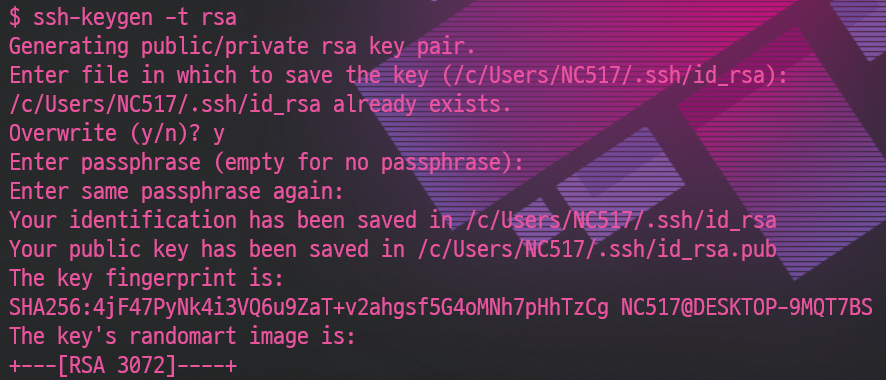 $ ssh-keygen -t rsa
Generating public/private rsa key pair.
Enter file in which to save the key (/c/Users/NC517/.ssh/id_rsa):
/c/Users/NC517/.ssh/id_rsa already exists.
Overwrite (y/n)? y
Enter passphrase (empty for no passphrase):
Enter same passphrase again:
Your identification has been saved in /c/Users/NC517/.ssh/id_rsa
Your public key has been saved in /c/Users/NC517/.ssh/id_rsa.pub
The key fingerprint is:
SHA256:4jF47PyNk4i3VQ6u9ZaT+v2ahgsf5G4oMNh7pHhTzCg NC517@DESKTOP-9MQT7BS
The key's randomart image is:
+---[RSA 3072]----+